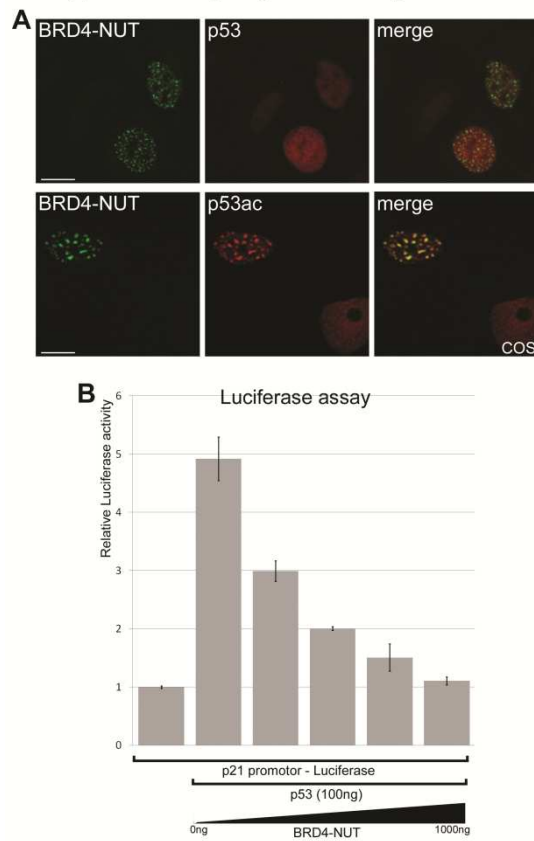 A
BRD4-NUT p53 merge
BRD4-NUT p53ac merge
COS
B
Luciferase assay
Relative Luciferase activity
6
5
4
3
2
1
0
p21 promotor - Luciferase
p53 (100ng)
0ng 1000ng
BRD4-NUT